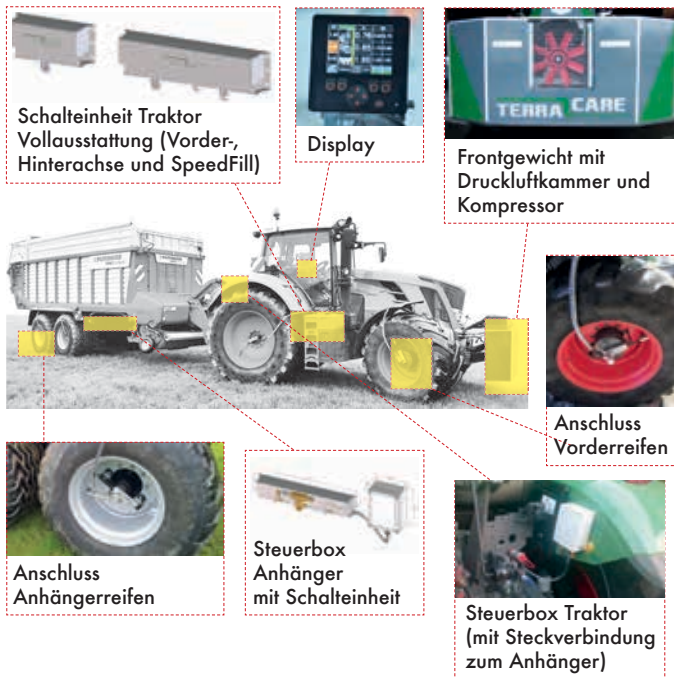 Schalteinheit Traktor
Vollausstattung (Vorder-,
Hinterachse und SpeedFill)
Display
TERRA CARE
Frontgewicht mit
Druckluftkammer und
Kompressor
Anschluss
Vorderreifen
Anschluss
Anhängerreifen
Steuerbox
Anhänger
mit Schalteinheit
Steuerbox Traktor
(mit Steckverbindung
zum Anhänger)